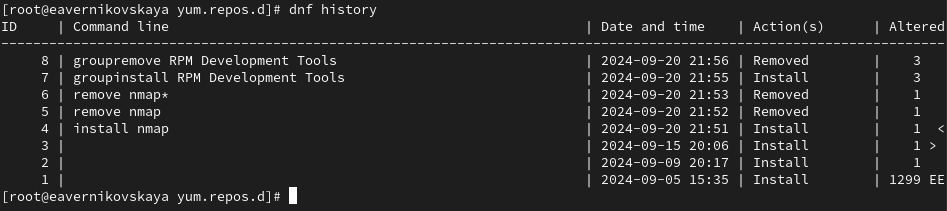 [root@eavernikovskaya yum.repos.d]# dnf history
ID | Command line | Date and time | Action(s) | Altered
--------------------------------------------------------------------------------
8 | groupremove RPM Development Tools | 2024-09-20 21:56 | Removed | 3
7 | groupinstall RPM Development Tools | 2024-09-20 21:55 | Install | 3
6 | remove nmap* | 2024-09-20 21:53 | Removed | 1
5 | remove nmap | 2024-09-20 21:52 | Removed | 1
4 | install nmap | 2024-09-20 21:51 | Install | 1 <
3 | | 2024-09-15 20:06 | Install | 1 >
2 | | 2024-09-09 20:17 | Install | 1
1 | | 2024-09-05 15:35 | Install | 1299 EE
[root@eavernikovskaya yum.repos.d]#